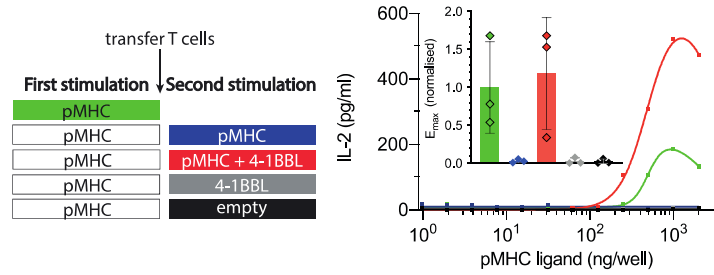 transfer T cells
First stimulation Second stimulation
pMHC
pMHC pMHC
pMHC pMHC + 4-1BBL
pMHC 4-1BBL
pMHC empty
IL-2 (pg/ml)
600
400
200
0
E_max (normalised)
2.0
1.5
1.0
0.5
0.0
10⁰ 10¹ 10² 10³
pMHC ligand (ng/well)